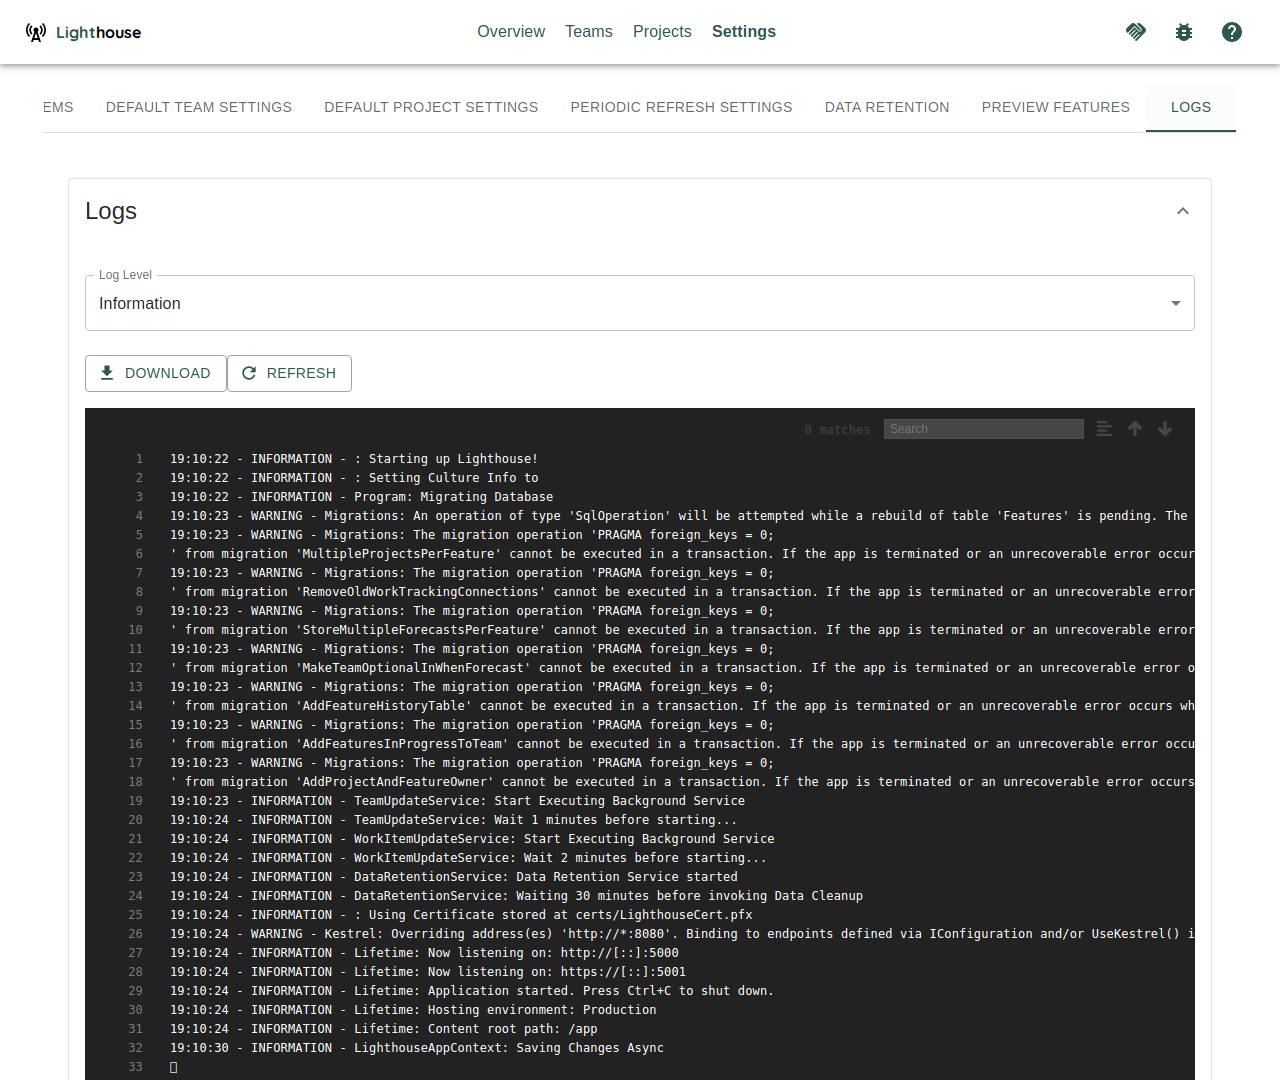 Lighthouse
Overview Teams Projects Settings
EMS DEFAULT TEAM SETTINGS DEFAULT PROJECT SETTINGS PERIODIC REFRESH SETTINGS DATA RETENTION PREVIEW FEATURES LOGS
Logs
Log Level
Information
DOWNLOAD REFRESH
0 matches Search
1 19:10:22 - INFORMATION - : Starting up Lighthouse!
2 19:10:22 - INFORMATION - : Setting Culture Info to
3 19:10:22 - INFORMATION - Program: Migrating Database
4 19:10:23 - WARNING - Migrations: An operation of type 'SqlOperation' will be attempted while a rebuild of table 'Features' is pending. The
5 19:10:23 - WARNING - Migrations: The migration operation 'PRAGMA foreign_keys = 0;
6 ' from migration 'MultipleProjectsPerFeature' cannot be executed in a transaction. If the app is terminated or an unrecoverable error occur
7 19:10:23 - WARNING - Migrations: The migration operation 'PRAGMA foreign_keys = 0;
8 ' from migration 'RemoveOldWorkTrackingConnections' cannot be executed in a transaction. If the app is terminated or an unrecoverable error
9 19:10:23 - WARNING - Migrations: The migration operation 'PRAGMA foreign_keys = 0;
10 ' from migration 'StoreMultipleForecastsPerFeature' cannot be executed in a transaction. If the app is terminated or an unrecoverable error
11 19:10:23 - WARNING - Migrations: The migration operation 'PRAGMA foreign_keys = 0;
12 ' from migration 'MakeTeamOptionalInWhenForecast' cannot be executed in a transaction. If the app is terminated or an unrecoverable error o
13 19:10:23 - WARNING - Migrations: The migration operation 'PRAGMA foreign_keys = 0;
14 ' from migration 'AddFeatureHistoryTable' cannot be executed in a transaction. If the app is terminated or an unrecoverable error occurs wh
15 19:10:23 - WARNING - Migrations: The migration operation 'PRAGMA foreign_keys = 0;
16 ' from migration 'AddFeaturesInProgressToTeam' cannot be executed in a transaction. If the app is terminated or an unrecoverable error occu
17 19:10:23 - WARNING - Migrations: The migration operation 'PRAGMA foreign_keys = 0;
18 ' from migration 'AddProjectAndFeatureOwner' cannot be executed in a transaction. If the app is terminated or an unrecoverable error occurs
19 19:10:23 - INFORMATION - TeamUpdateService: Start Executing Background Service
20 19:10:24 - INFORMATION - TeamUpdateService: Wait 1 minutes before starting...
21 19:10:24 - INFORMATION - WorkItemUpdateService: Start Executing Background Service
22 19:10:24 - INFORMATION - WorkItemUpdateService: Wait 2 minutes before starting...
23 19:10:24 - INFORMATION - DataRetentionService: Data Retention Service started
24 19:10:24 - INFORMATION - DataRetentionService: Waiting 30 minutes before invoking Data Cleanup
25 19:10:24 - INFORMATION - : Using Certificate stored at certs/LighthouseCert.pfx
26 19:10:24 - WARNING - Kestrel: Overriding address(es) 'http://*:8080'. Binding to endpoints defined via IConfiguration and/or UseKestrel() i
27 19:10:24 - INFORMATION - Lifetime: Now listening on: http://[::]:5000
28 19:10:24 - INFORMATION - Lifetime: Now listening on: https://[::]:5001
29 19:10:24 - INFORMATION - Lifetime: Application started. Press Ctrl+C to shut down.
30 19:10:24 - INFORMATION - Lifetime: Hosting environment: Production
31 19:10:24 - INFORMATION - Lifetime: Content root path: /app
32 19:10:30 - INFORMATION - LighthouseAppContext: Saving Changes Async
33